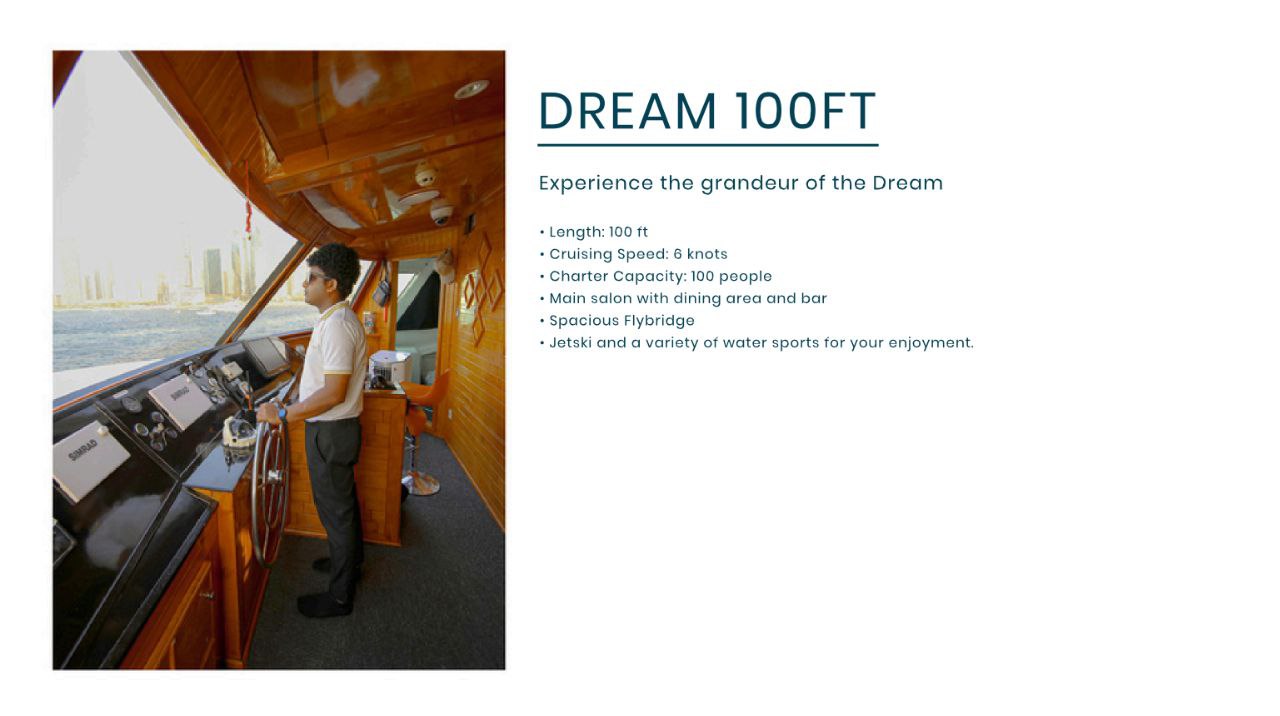 DREAM 100FT
Experience the grandeur of the Dream
• Length: 100 ft
• Cruising Speed: 6 knots
• Charter Capacity: 100 people
• Main salon with dining area and bar
• Spacious Flybridge
• Jetski and a variety of water sports for your enjoyment.
SIMRAD
SIMRAD